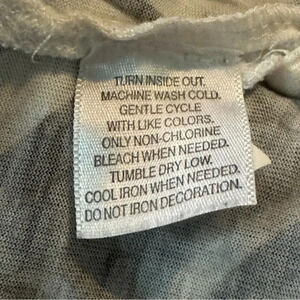 TURN INSIDE OUT.
MACHINE WASH COLD.
GENTLE CYCLE
WITH LIKE COLORS.
ONLY NON-CHLORINE
BLEACH WHEN NEEDED.
TUMBLE DRY LOW.
COOL IRON WHEN NEEDED.
DO NOT IRON DECORATION.